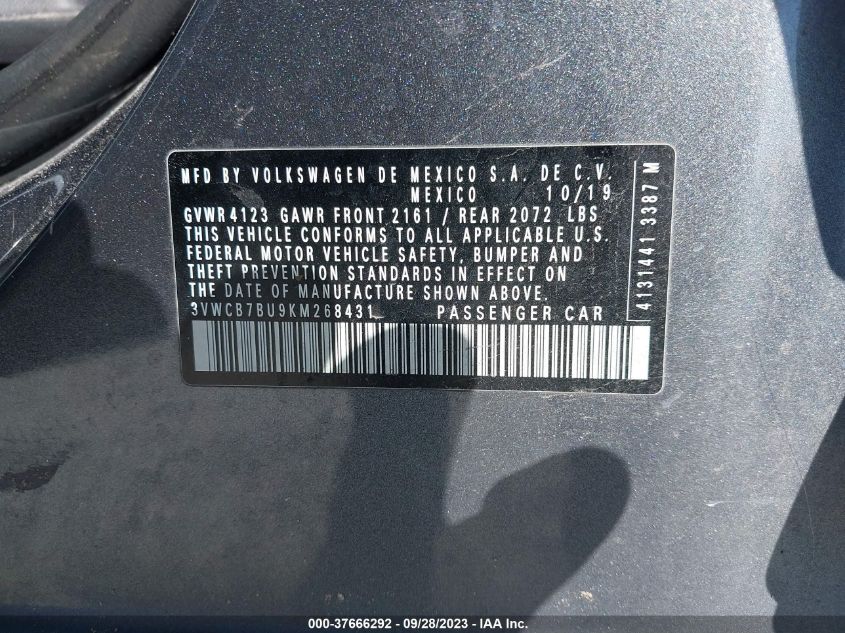 MFD BY VOLKSWAGEN DE MEXICO S.A. DE C.V.
MEXICO 10/19
GVWR 4123 GAWR FRONT 2161 / REAR 2072 LBS
THIS VEHICLE CONFORMS TO ALL APPLICABLE U.S.
FEDERAL MOTOR VEHICLE SAFETY, BUMPER AND
THEFT PREVENTION STANDARDS IN EFFECT ON
THE DATE OF MANUFACTURE SHOWN ABOVE.
3VWCB7BU9KM268431 PASSENGER CAR
4131441 3387 M
000-37666292 - 09/28/2023 - IAA Inc.